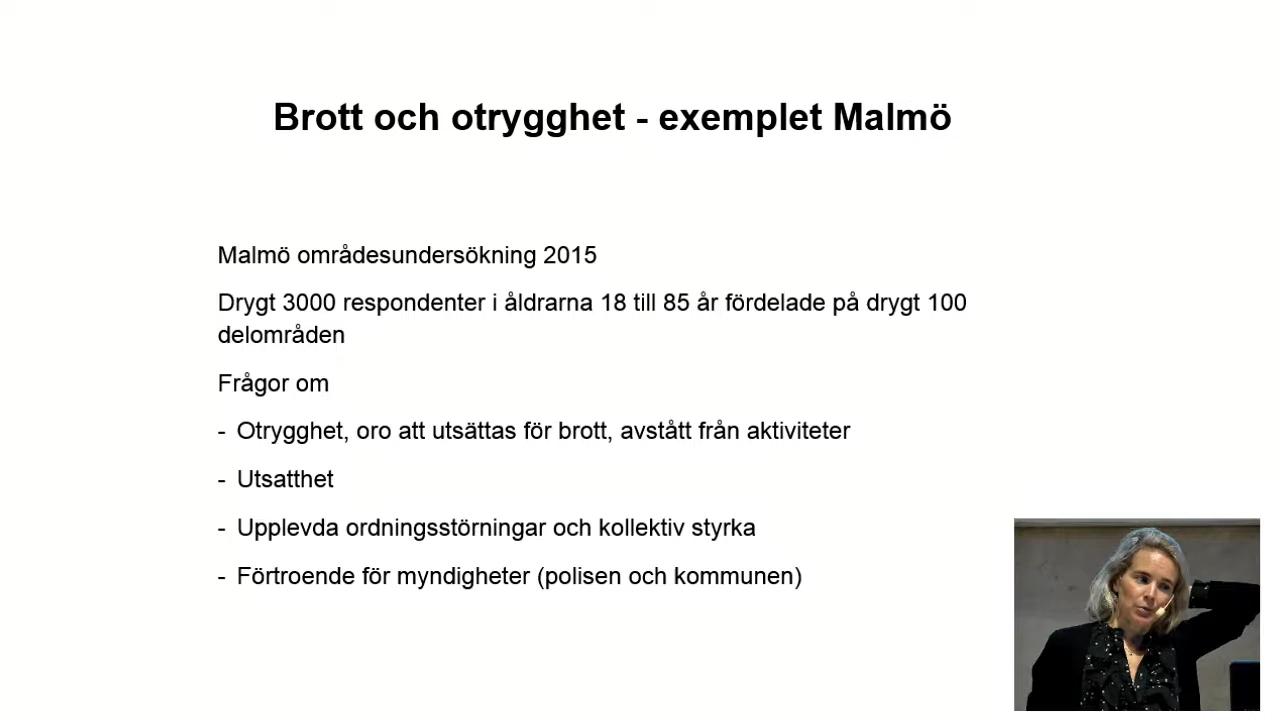 Brott och otrygghet - exemplet Malmö
Malmö områdesundersökning 2015
Drygt 3000 respondenter i åldrarna 18 till 85 år fördelade på drygt 100
delområden
Frågor om
- Otrygghet, oro att utsättas för brott, avstått från aktiviteter
- Utsatthet
- Upplevda ordningsstörningar och kollektiv styrka
- Förtroende för myndigheter (polisen och kommunen)